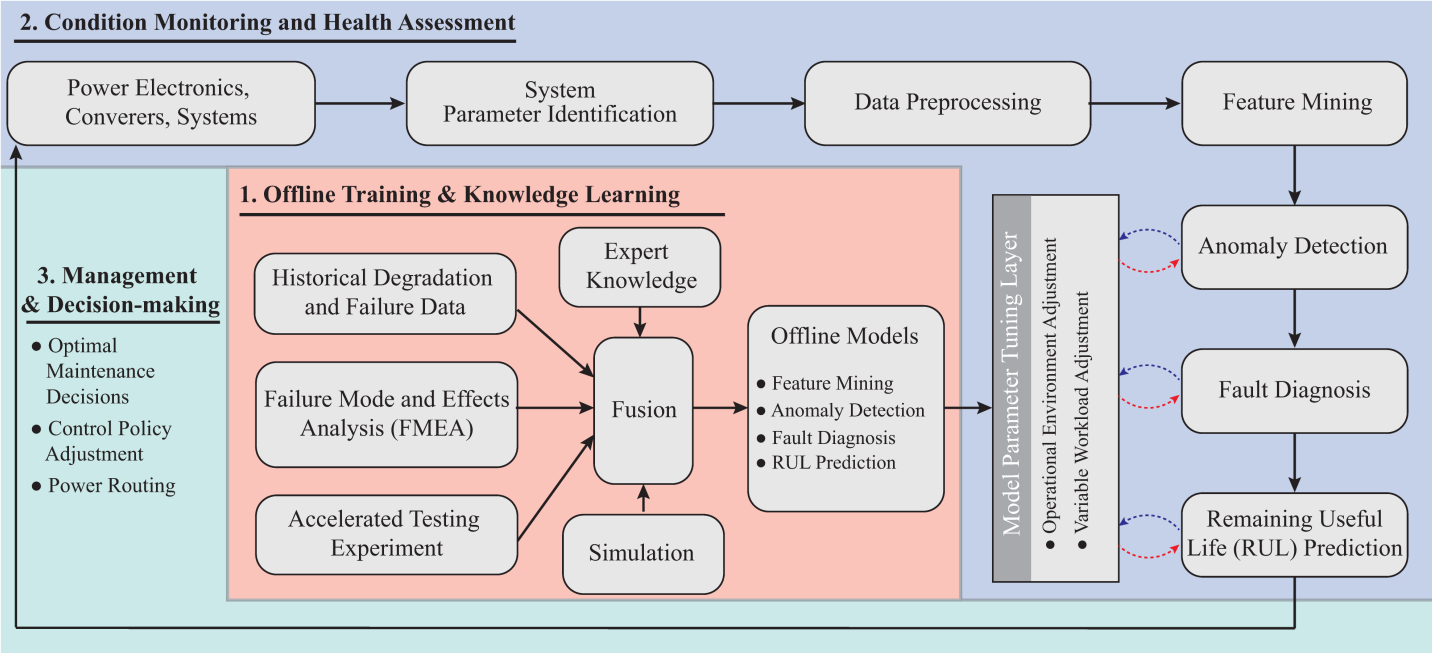 2. Condition Monitoring and Health Assessment
Power Electronics,
Converers, Systems
System
Parameter Identification
Data Preprocessing
Feature Mining
1. Offline Training & Knowledge Learning
3. Management
& Decision-making
● Optimal
Maintenance
Decisions
● Control Policy
Adjustment
● Power Routing
Historical Degradation
and Failure Data
Failure Mode and Effects
Analysis (FMEA)
Accelerated Testing
Experiment
Expert
Knowledge
Fusion
Simulation
Offline Models
● Feature Mining
● Anomaly Detection
● Fault Diagnosis
● RUL Prediction
Model Parameter Tuning Layer
● Operational Environment Adjustment
● Variable Workload Adjustment
Anomaly Detection
Fault Diagnosis
Remaining Useful
Life (RUL) Prediction